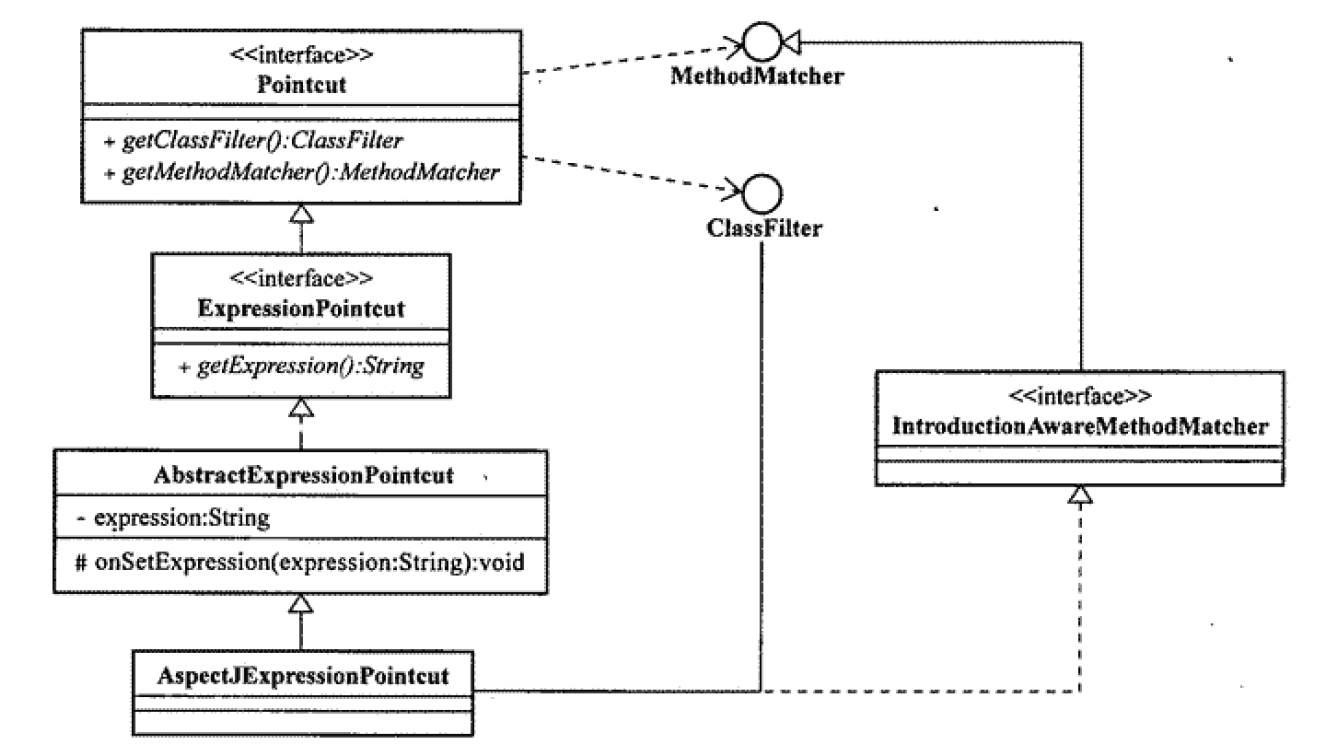 <<interface>>
Pointcut
+ getClassFilter():ClassFilter
+ getMethodMatcher():MethodMatcher
MethodMatcher
ClassFilter
<<interface>>
ExpressionPointcut
+ getExpression():String
<<interface>>
IntroductionAwareMethodMatcher
AbstractExpressionPointcut
- expression:String
# onSetExpression(expression:String):void
AspectJExpressionPointcut